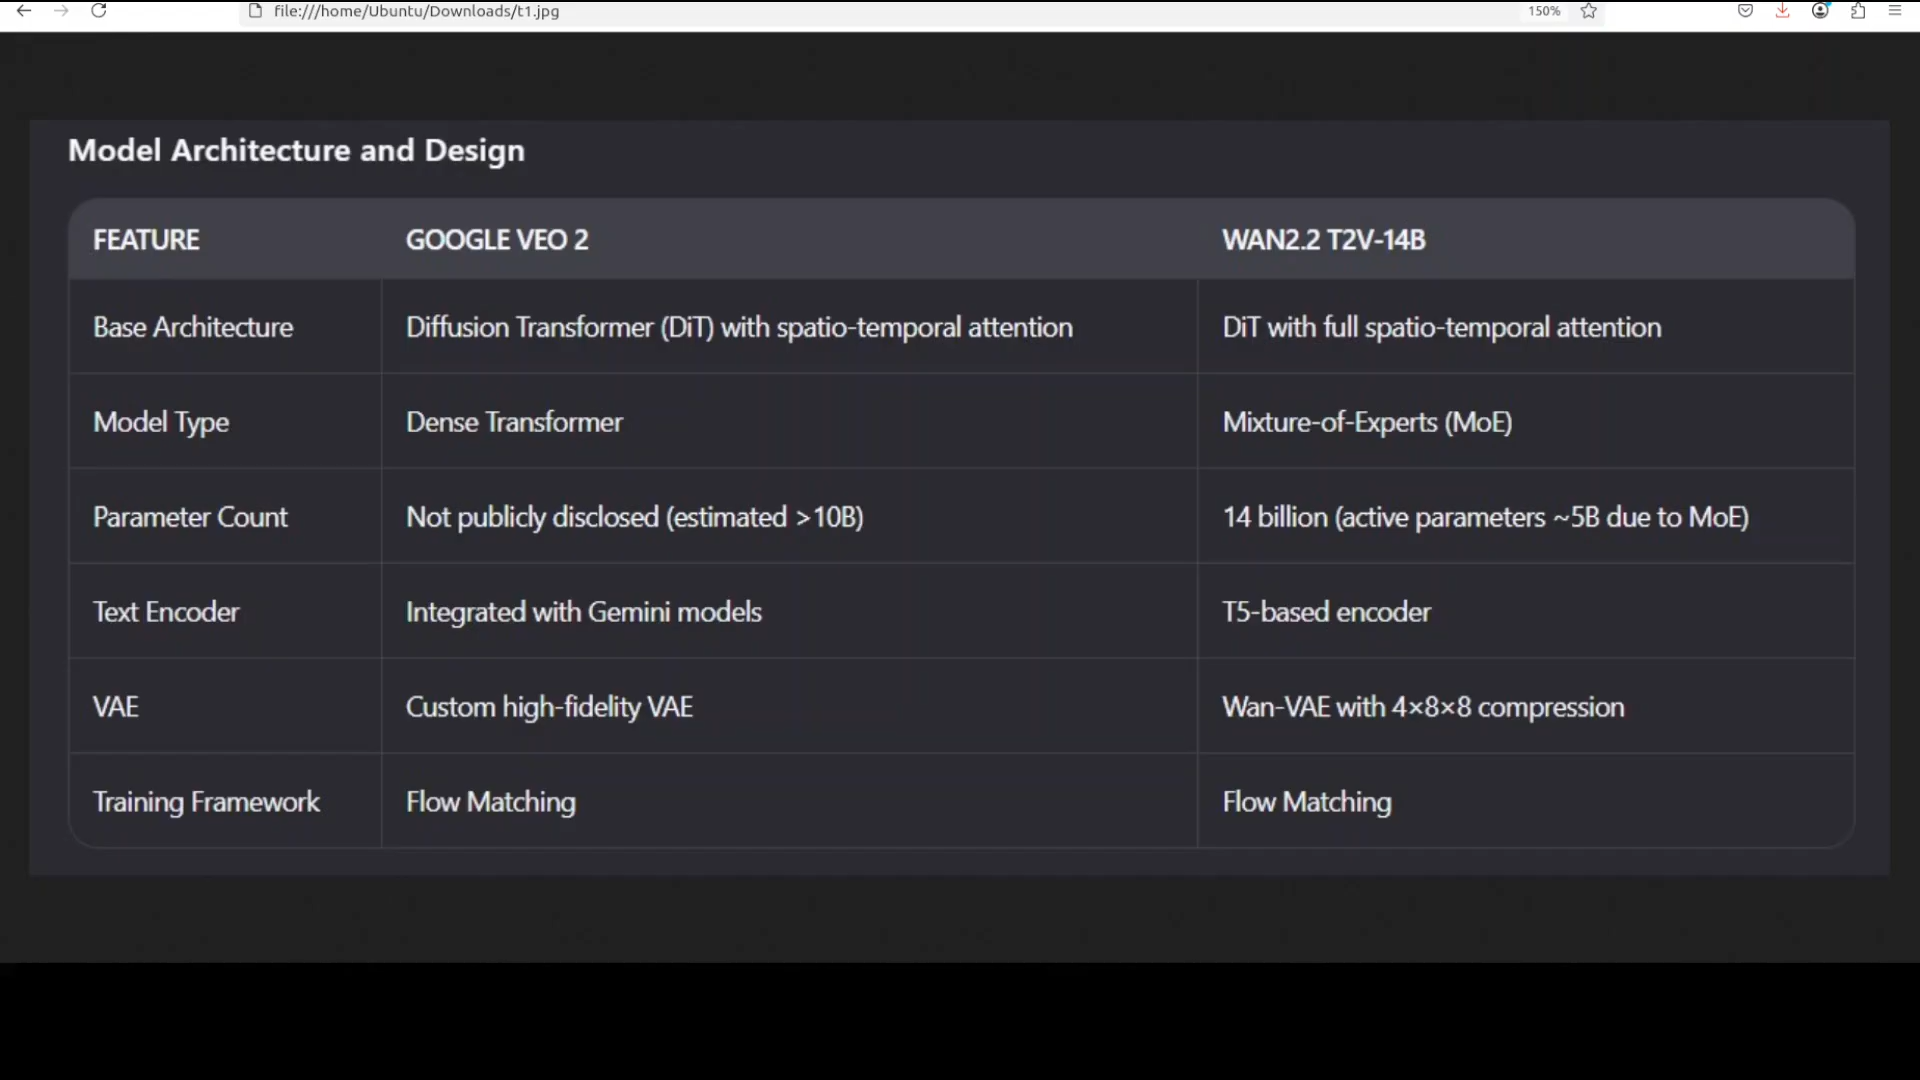 file:///home/Ubuntu/Downloads/t1.jpg
150%
Model Architecture and Design
FEATURE GOOGLE VEO 2 WAN2.2 T2V-14B
Base Architecture Diffusion Transformer (DiT) with spatio-temporal attention DiT with full spatio-temporal attention
Model Type Dense Transformer Mixture-of-Experts (MoE)
Parameter Count Not publicly disclosed (estimated >10B) 14 billion (active parameters ~5B due to MoE)
Text Encoder Integrated with Gemini models T5-based encoder
VAE Custom high-fidelity VAE Wan-VAE with 4×8×8 compression
Training Framework Flow Matching Flow Matching